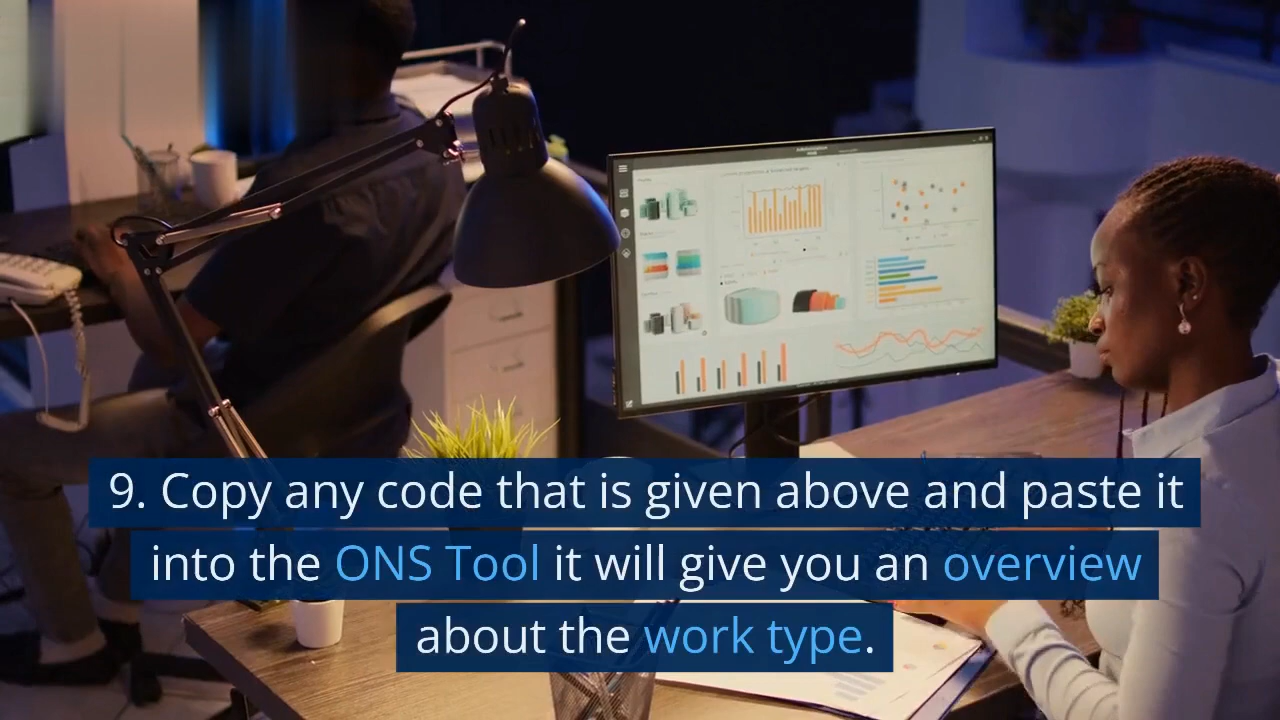 9. Copy any code that is given above and paste it
into the ONS Tool it will give you an overview
about the work type.